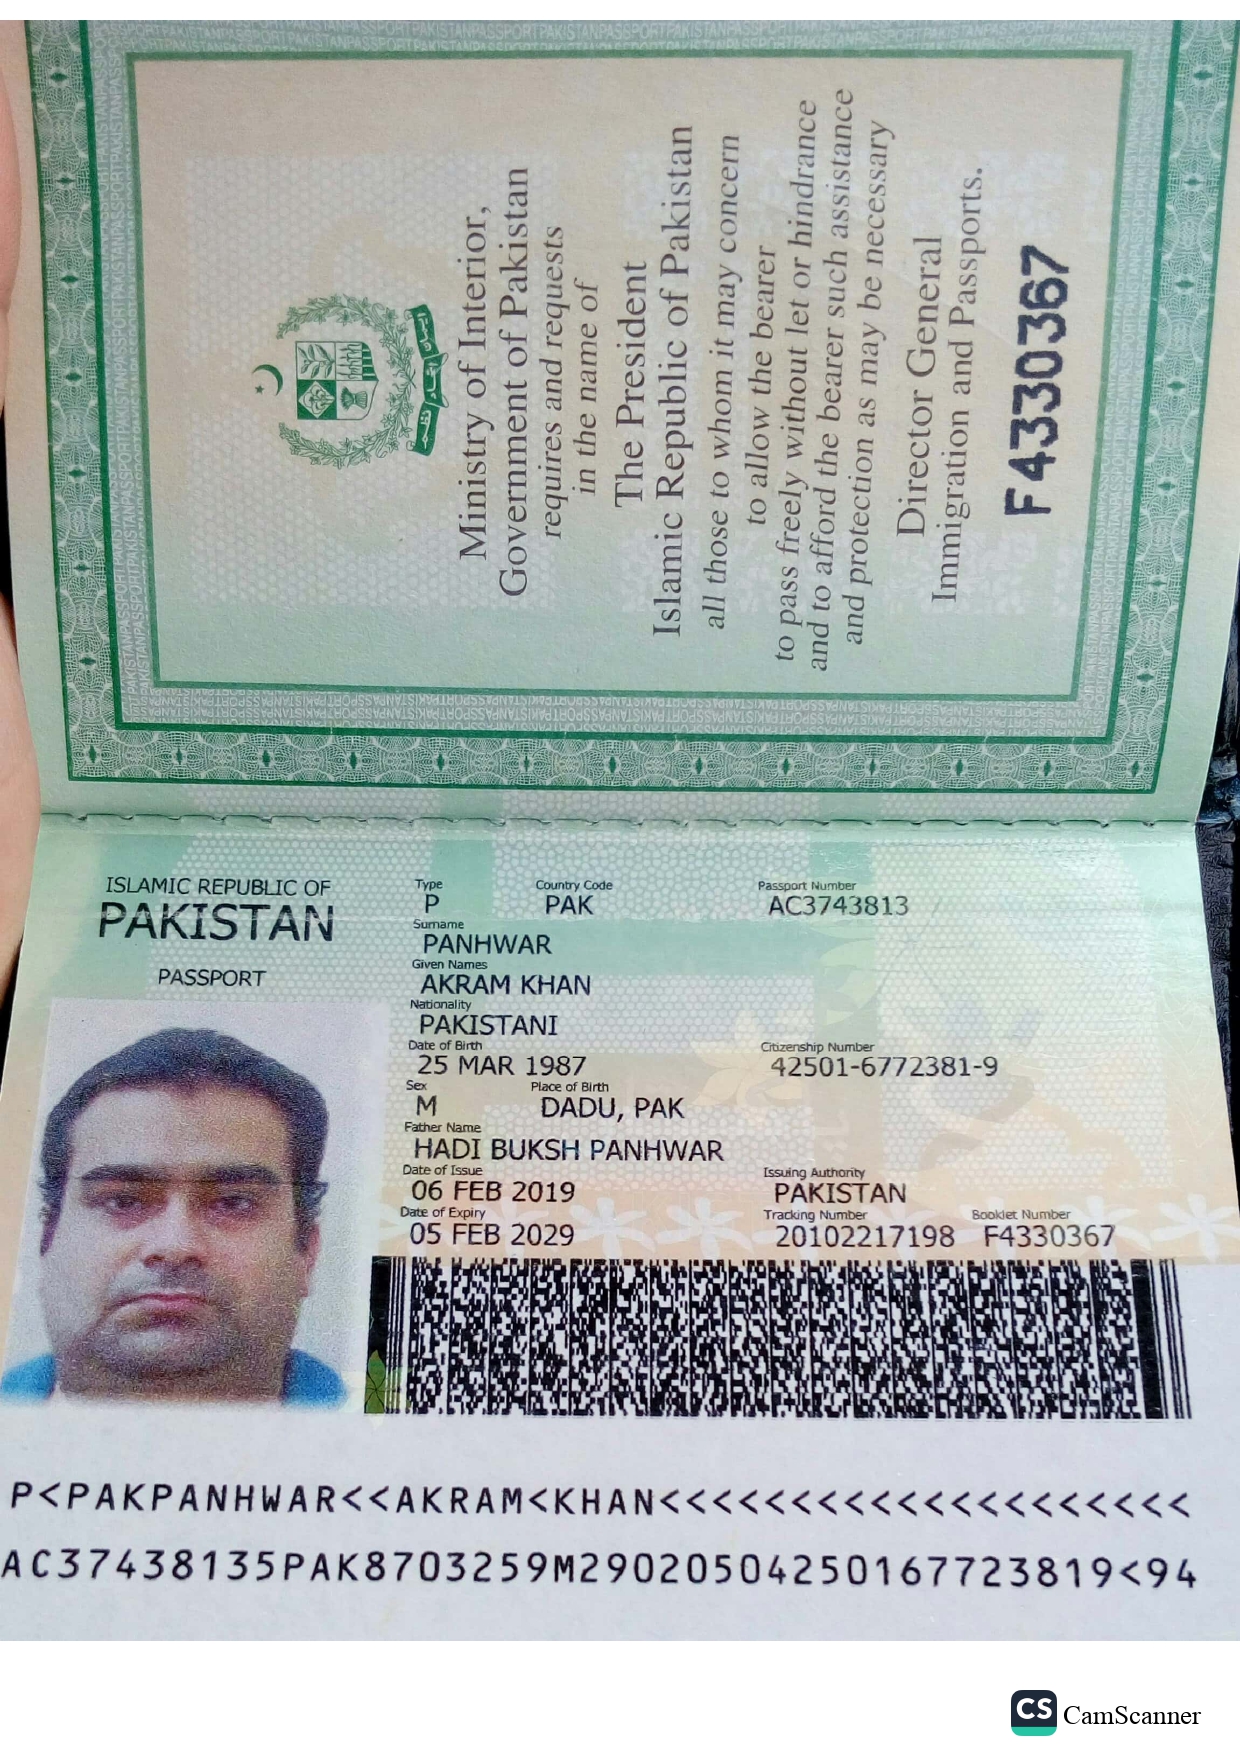 Ministry of Interior,
Government of Pakistan
requires and requests
in the name of
The President
Islamic Republic of Pakistan
all those to whom it may concern
to allow the bearer
to pass freely without let or hindrance
and to afford the bearer such assistance
and protection as may be necessary
Director General
Immigration and Passports.
F4330367
ISLAMIC REPUBLIC OF
PAKISTAN
PASSPORT
Type Country Code Passport Number
P PAK AC3743813
Surname
PANHWAR
Given Names
AKRAM KHAN
Nationality
PAKISTANI
Date of Birth Citizenship Number
25 MAR 1987 42501-6772381-9
Sex Place of Birth
M DADU, PAK
Father Name
HADI BUKSH PANHWAR
Date of Issue Issuing Authority
06 FEB 2019 PAKISTAN
Date of Expiry Tracking Number Booklet Number
05 FEB 2029 20102217198 F4330367
P<PAKPANHWAR<<AKRAM<KHAN<<<<<<<<<<<<<<<<<<<<
AC37438135PAK8703259M29020504250167723819<94
CS CamScanner